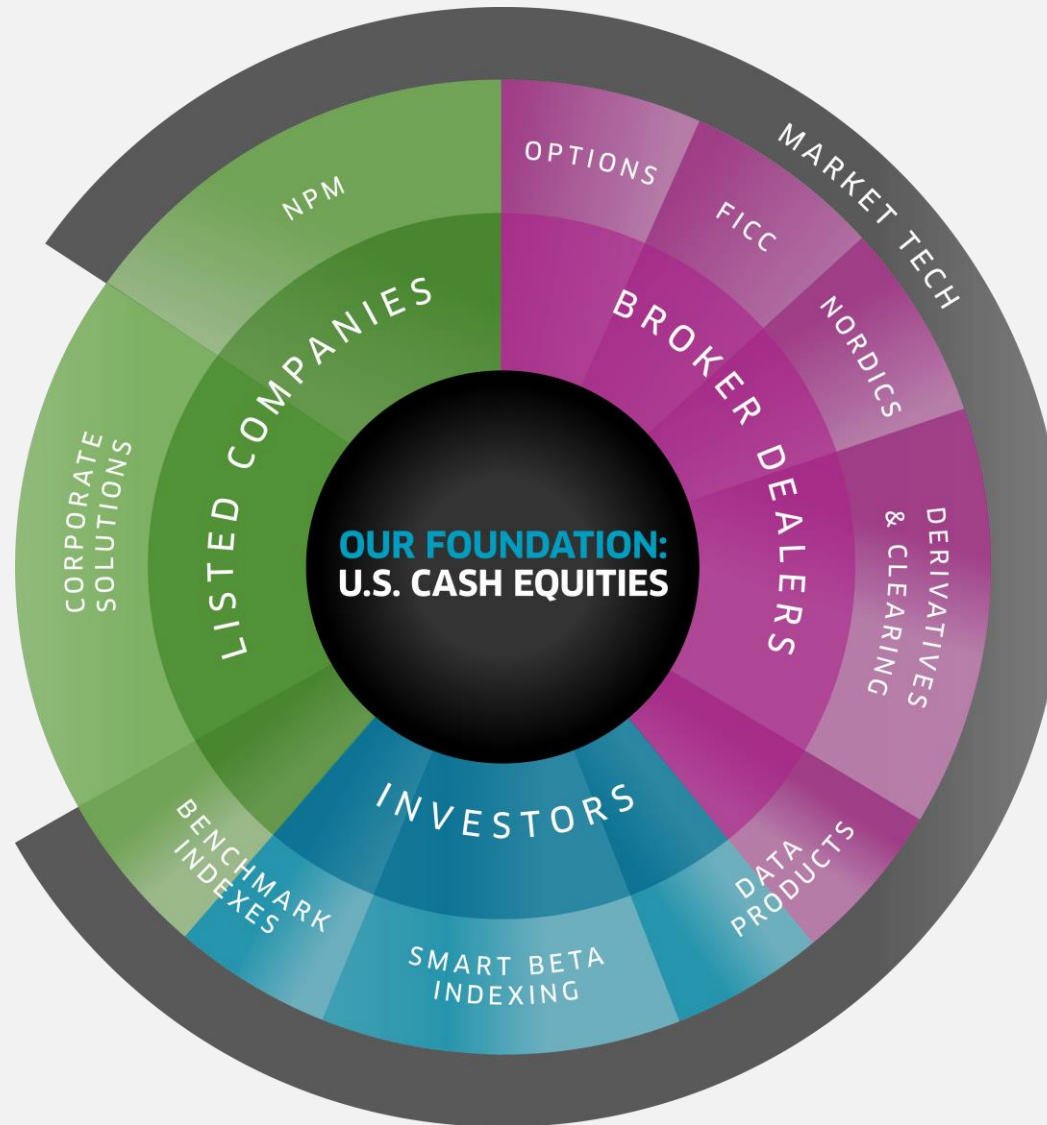 OUR FOUNDATION:
U.S. CASH EQUITIES
LISTED COMPANIES
BROKER DEALERS
INVESTORS
NPM
OPTIONS
FICC
NORDICS
DERIVATIVES
& CLEARING
DATA
PRODUCTS
SMART BETA
INDEXING
BENCHMARK
INDEXES
CORPORATE
SOLUTIONS
MARKET TECH